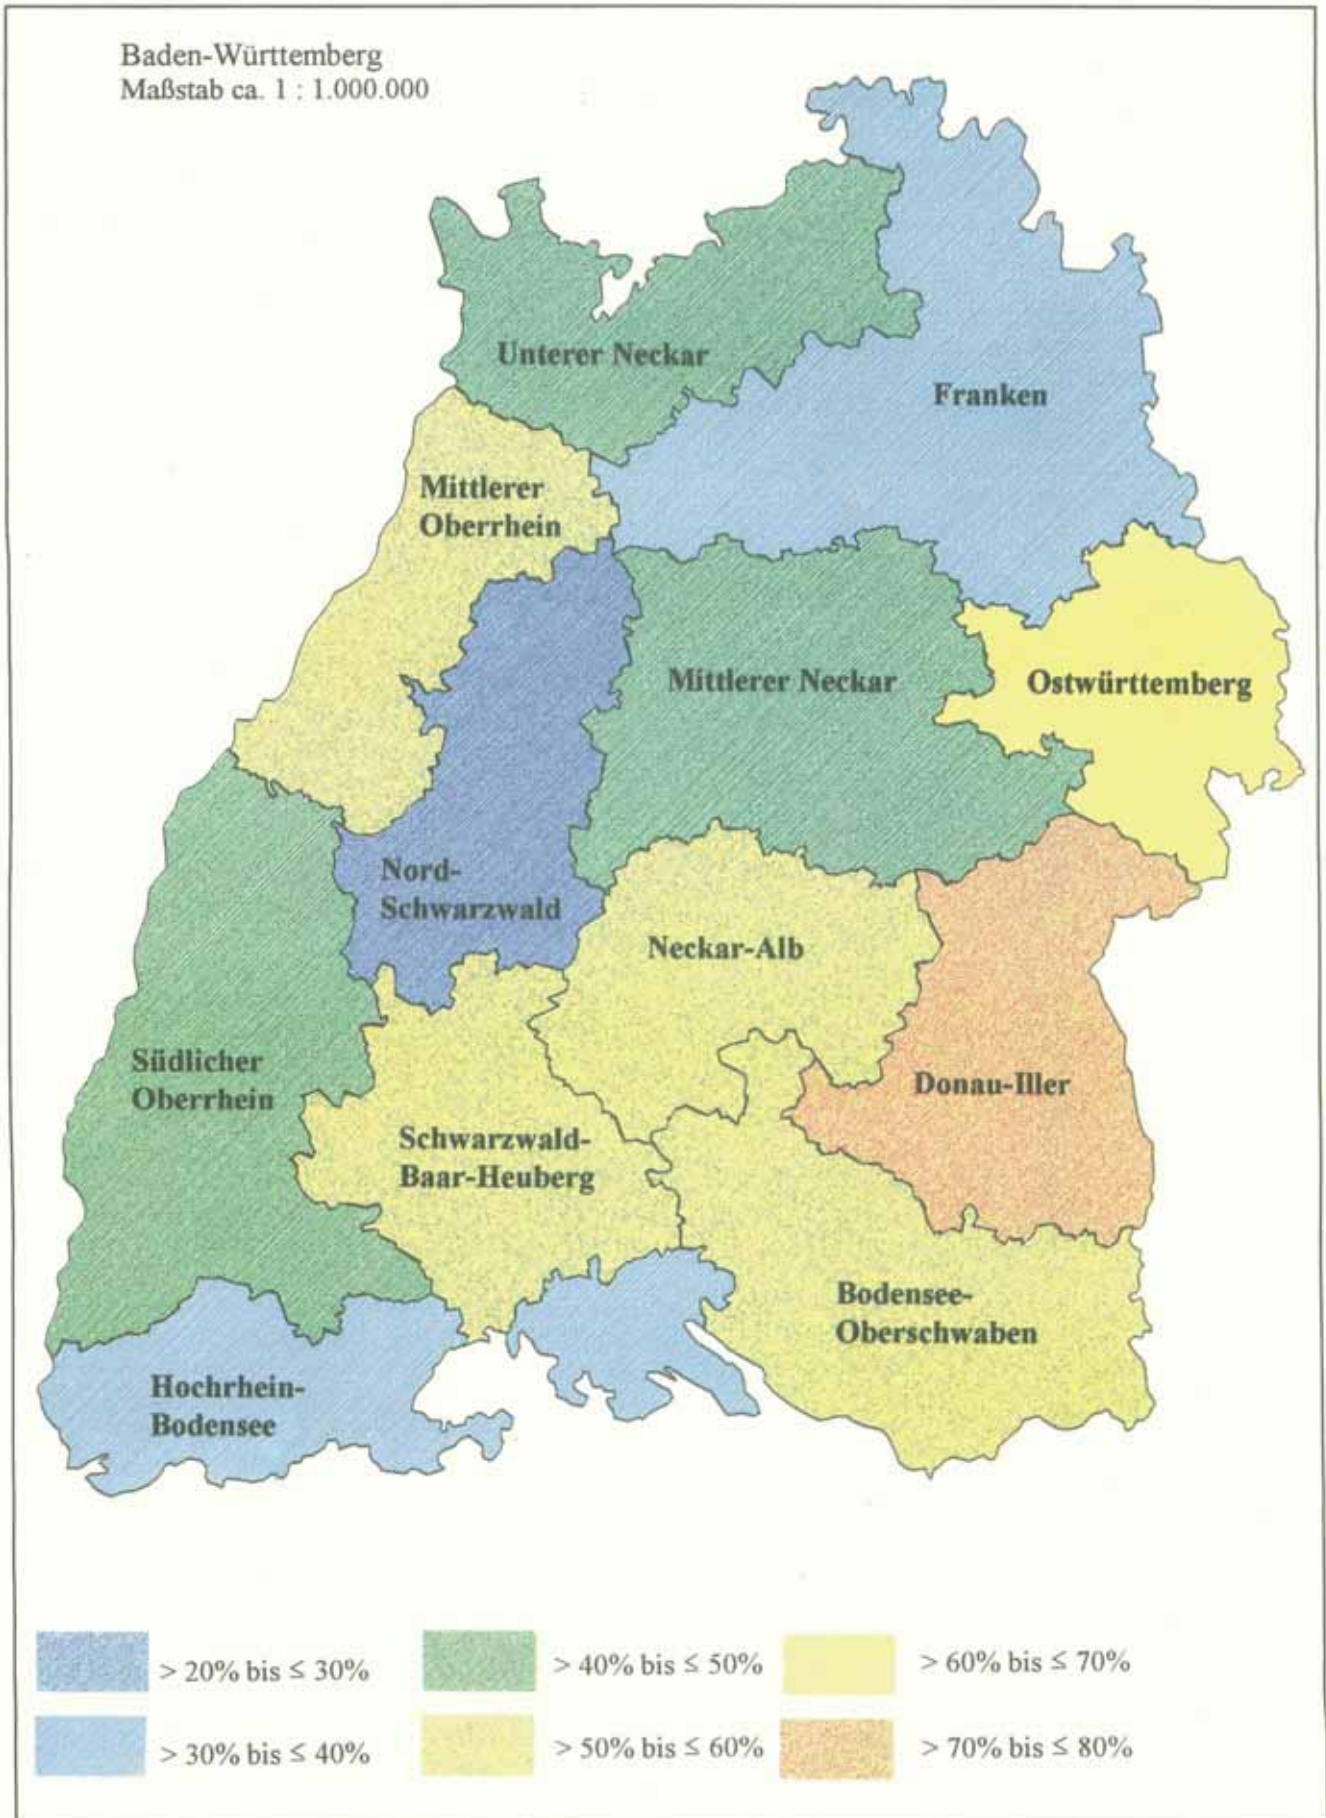 Baden-Württemberg
Maßstab ca. 1 : 1.000.000
Unterer Neckar
Franken
Mittlerer
Oberrhein
Mittlerer Neckar
Ostwürttemberg
Nord-
Schwarzwald
Neckar-Alb
Südlicher
Oberrhein
Donau-Iller
Schwarzwald-
Baar-Heuberg
Bodensee-
Oberschwaben
Hochrhein-
Bodensee
> 20% bis ≤ 30%
> 40% bis ≤ 50%
> 60% bis ≤ 70%
> 30% bis ≤ 40%
> 50% bis ≤ 60%
> 70% bis ≤ 80%